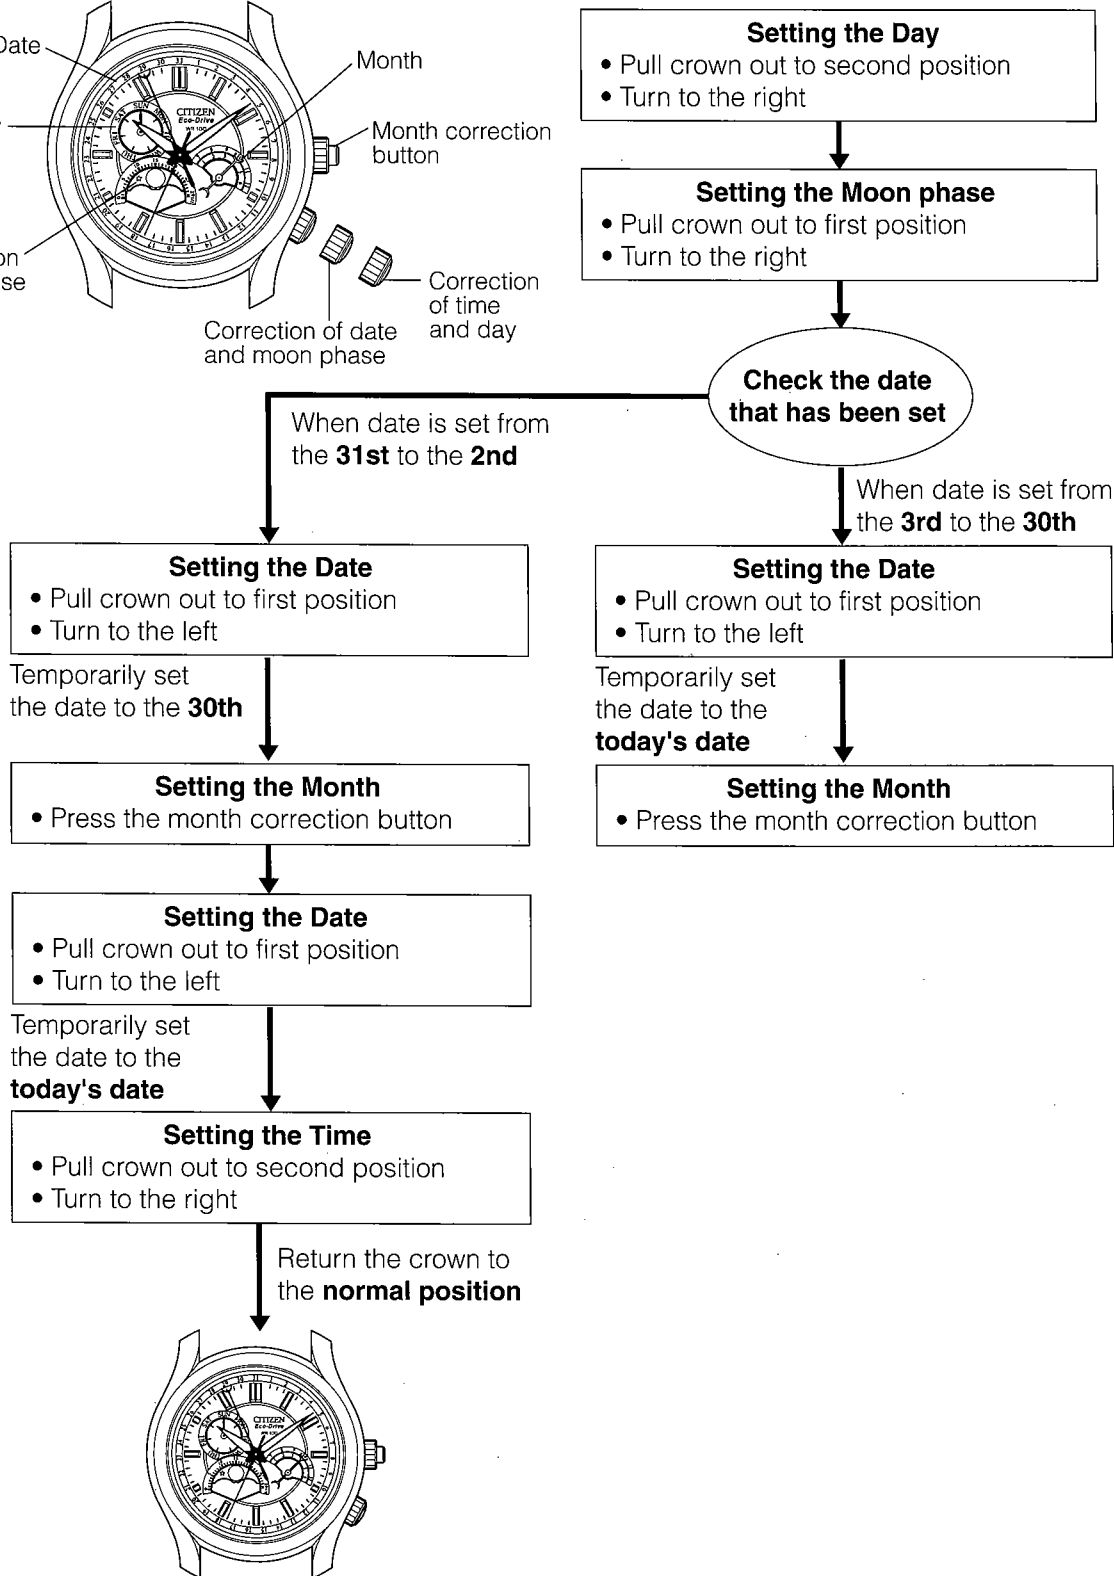 Date
Month
Month correction
button
Correction
of time
and day
Correction of date
and moon phase
CITIZEN
Eco-Drive
WR 100
Setting the Day
• Pull crown out to second position
• Turn to the right
Setting the Moon phase
• Pull crown out to first position
• Turn to the right
Check the date
that has been set
When date is set from
the 31st to the 2nd
When date is set from
the 3rd to the 30th
Setting the Date
• Pull crown out to first position
• Turn to the left
Temporarily set
the date to the 30th
Setting the Month
• Press the month correction button
Setting the Date
• Pull crown out to first position
• Turn to the left
Temporarily set
the date to the
today's date
Setting the Time
• Pull crown out to second position
• Turn to the right
Return the crown to
the normal position
Setting the Date
• Pull crown out to first position
• Turn to the left
Temporarily set
the date to the
today's date
Setting the Month
• Press the month correction button
CITIZEN
Eco-Drive